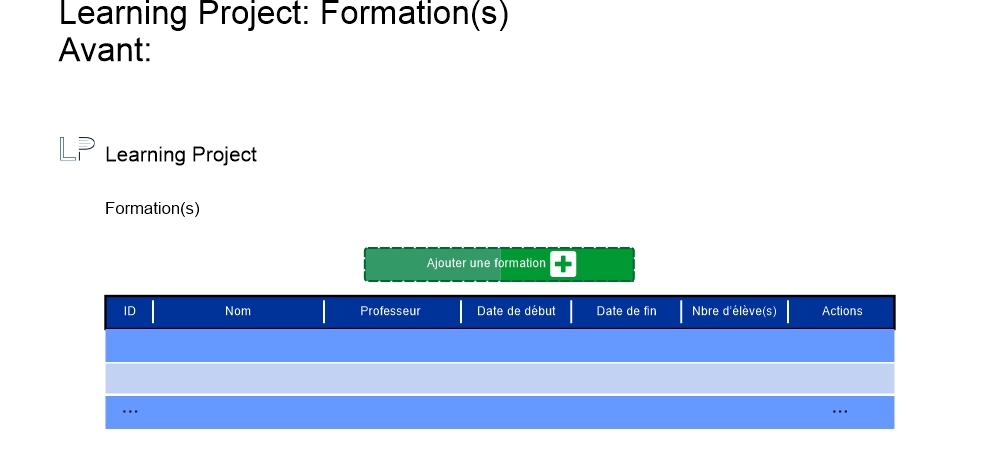 Learning Project: Formation(s)
Avant:
LP Learning Project
Formation(s)
Ajouter une formation
ID Nom Professeur Date de début Date de fin Nbre d'élève(s) Actions
... ...